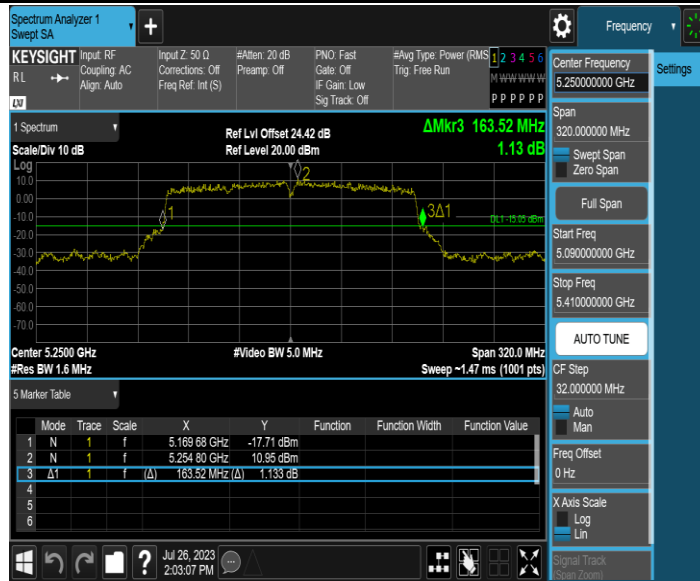 Spectrum Analyzer 1
Swept SA
Frequency
KEYSIGHT
RL
LXI
Input: RF
Coupling: AC
Align: Auto
Input Z: 50 Ω
Corrections: Off
Freq Ref: Int (S)
#Atten: 20 dB
Preamp: Off
PNO: Fast
Gate: Off
IF Gain: Low
Sig Track: Off
#Avg Type: Power (RMS
Trig: Free Run
1 2 3 4 5 6
M W W W W W
P P P P P P
1 Spectrum
Scale/Div 10 dB
Ref Lvl Offset 24.42 dB
Ref Level 20.00 dBm
ΔMkr3 163.52 MHz
1.13 dB
Log
10.0
0.00
-10.0
-20.0
-30.0
-40.0
-50.0
-60.0
-70.0
1
2
3Δ1
DL1 -15.05 dBm
Center 5.2500 GHz
#Res BW 1.6 MHz
#Video BW 5.0 MHz
Span 320.0 MHz
Sweep ~1.47 ms (1001 pts)
5 Marker Table
Mode Trace Scale X Y Function Function Width Function Value
1 N 1 f 5.169 68 GHz -17.71 dBm
2 N 1 f 5.254 80 GHz 10.95 dBm
3 Δ1 1 f (Δ) 163.52 MHz (Δ) 1.133 dB
4
5
6
?
Jul 26, 2023
2:03:07 PM
Center Frequency
5.250000000 GHz
Settings
Span
320.000000 MHz
Swept Span
Zero Span
Full Span
Start Freq
5.090000000 GHz
Stop Freq
5.410000000 GHz
AUTO TUNE
CF Step
32.000000 MHz
Auto
Man
Freq Offset
0 Hz
X Axis Scale
Log
Lin
Signal Track
(Span Zoom)